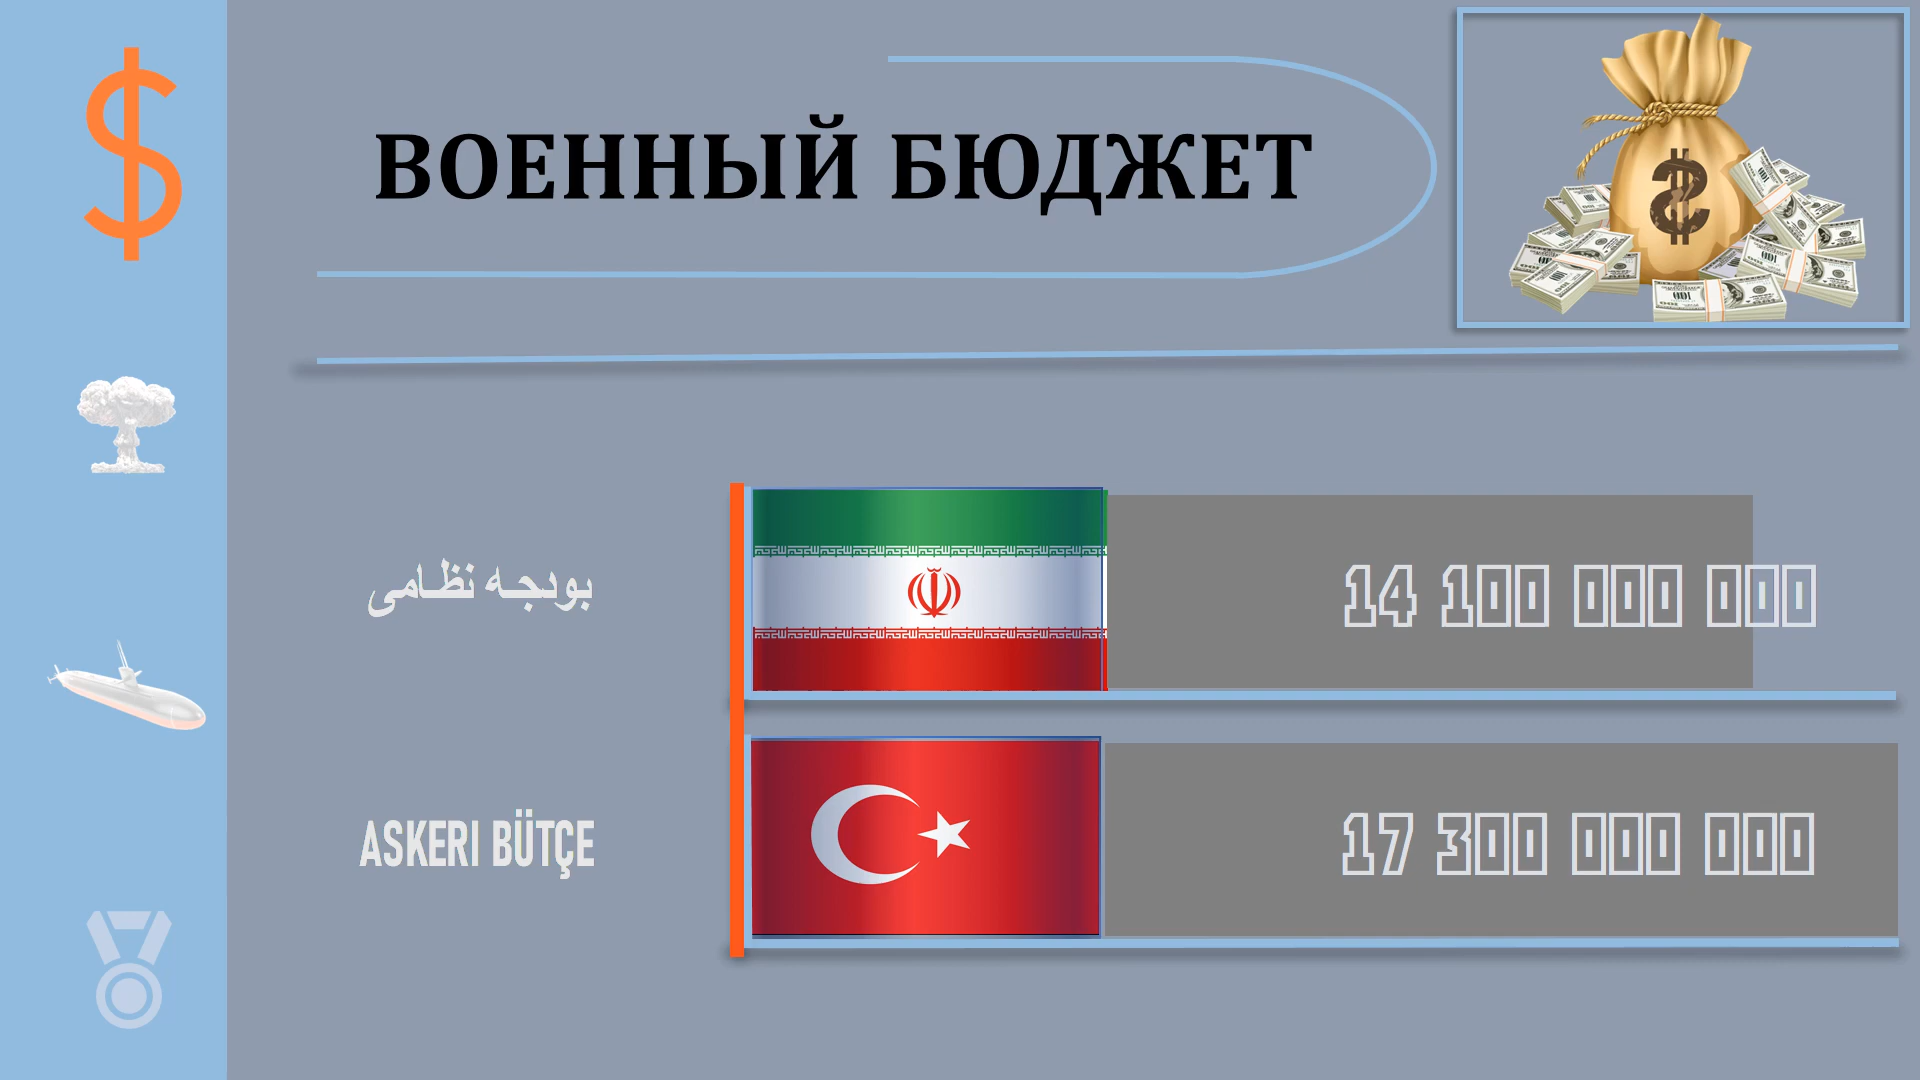 ВОЕННЫЙ БЮДЖЕТ
بودجه نظامی
14 100 000 000
ASKERI BÜTÇE
17 300 000 000